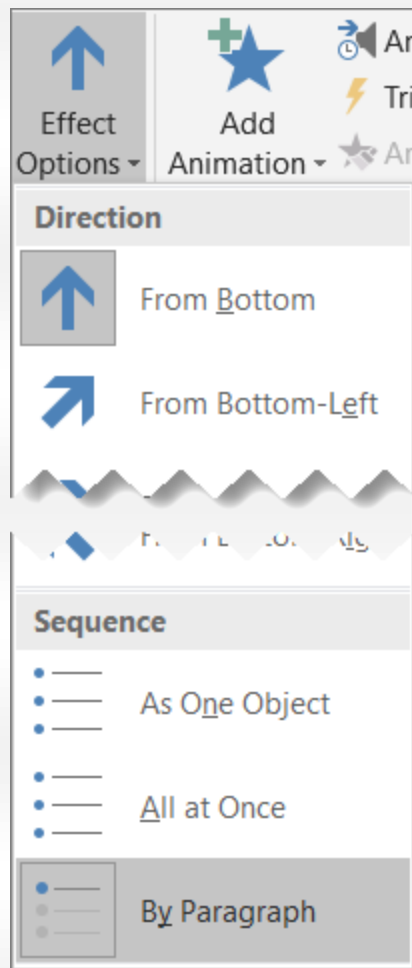 Effect
Options
Add
Animation
Direction
From Bottom
From Bottom-Left
Sequence
As One Object
All at Once
By Paragraph